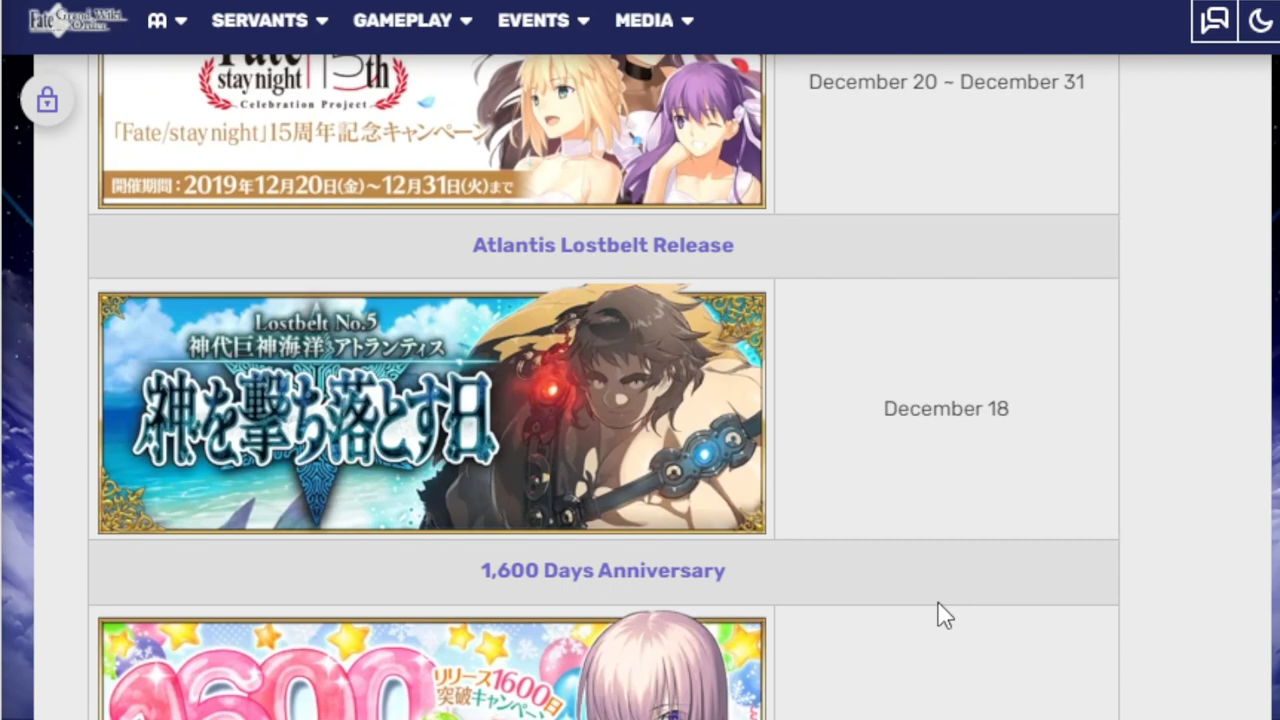 Fate Grand Order Wiki
SERVANTS
GAMEPLAY
EVENTS
MEDIA
Fate
stay night 15th
Celebration Project
「Fate/stay night」15周年記念キャンペーン
開催期間：2019年12月20日(金)～12月31日(火)まで
December 20 ~ December 31
Atlantis Lostbelt Release
Lostbelt No.5
神代巨神海洋 アトランティス
神を撃ち落とす日
December 18
1,600 Days Anniversary
1600
リリース1600日
突破キャンペーン